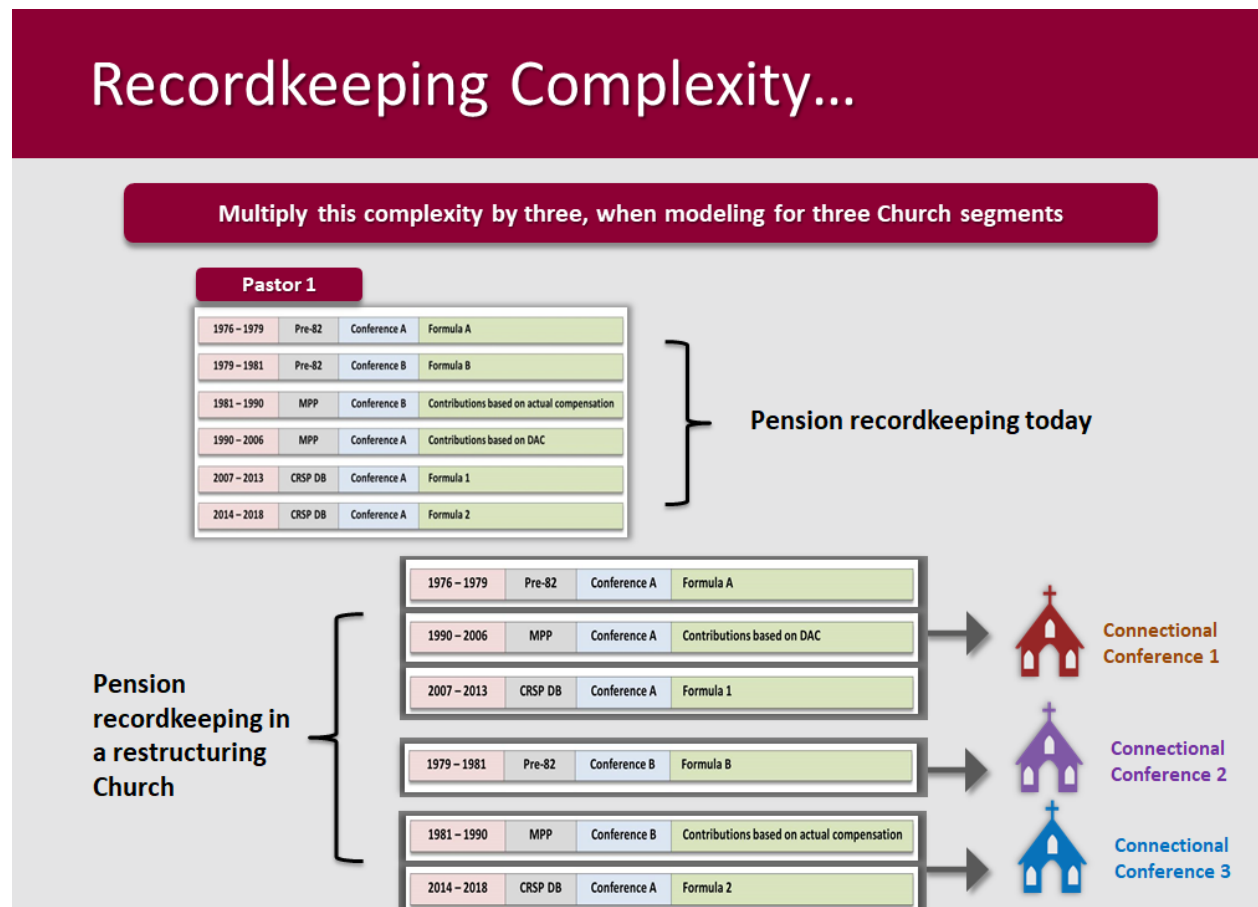 Recordkeeping Complexity...
Multiply this complexity by three, when modeling for three Church segments
Pastor 1
1976 – 1979 Pre-82 Conference A Formula A
1979 – 1981 Pre-82 Conference B Formula B
1981 – 1990 MPP Conference B Contributions based on actual compensation
1990 – 2006 MPP Conference A Contributions based on DAC
2007 – 2013 CRSP DB Conference A Formula 1
2014 – 2018 CRSP DB Conference A Formula 2
Pension recordkeeping today
Pension
recordkeeping in
a restructuring
Church
1976 – 1979 Pre-82 Conference A Formula A
1990 – 2006 MPP Conference A Contributions based on DAC
2007 – 2013 CRSP DB Conference A Formula 1
Connectional
Conference 1
1979 – 1981 Pre-82 Conference B Formula B
Connectional
Conference 2
1981 – 1990 MPP Conference B Contributions based on actual compensation
2014 – 2018 CRSP DB Conference A Formula 2
Connectional
Conference 3